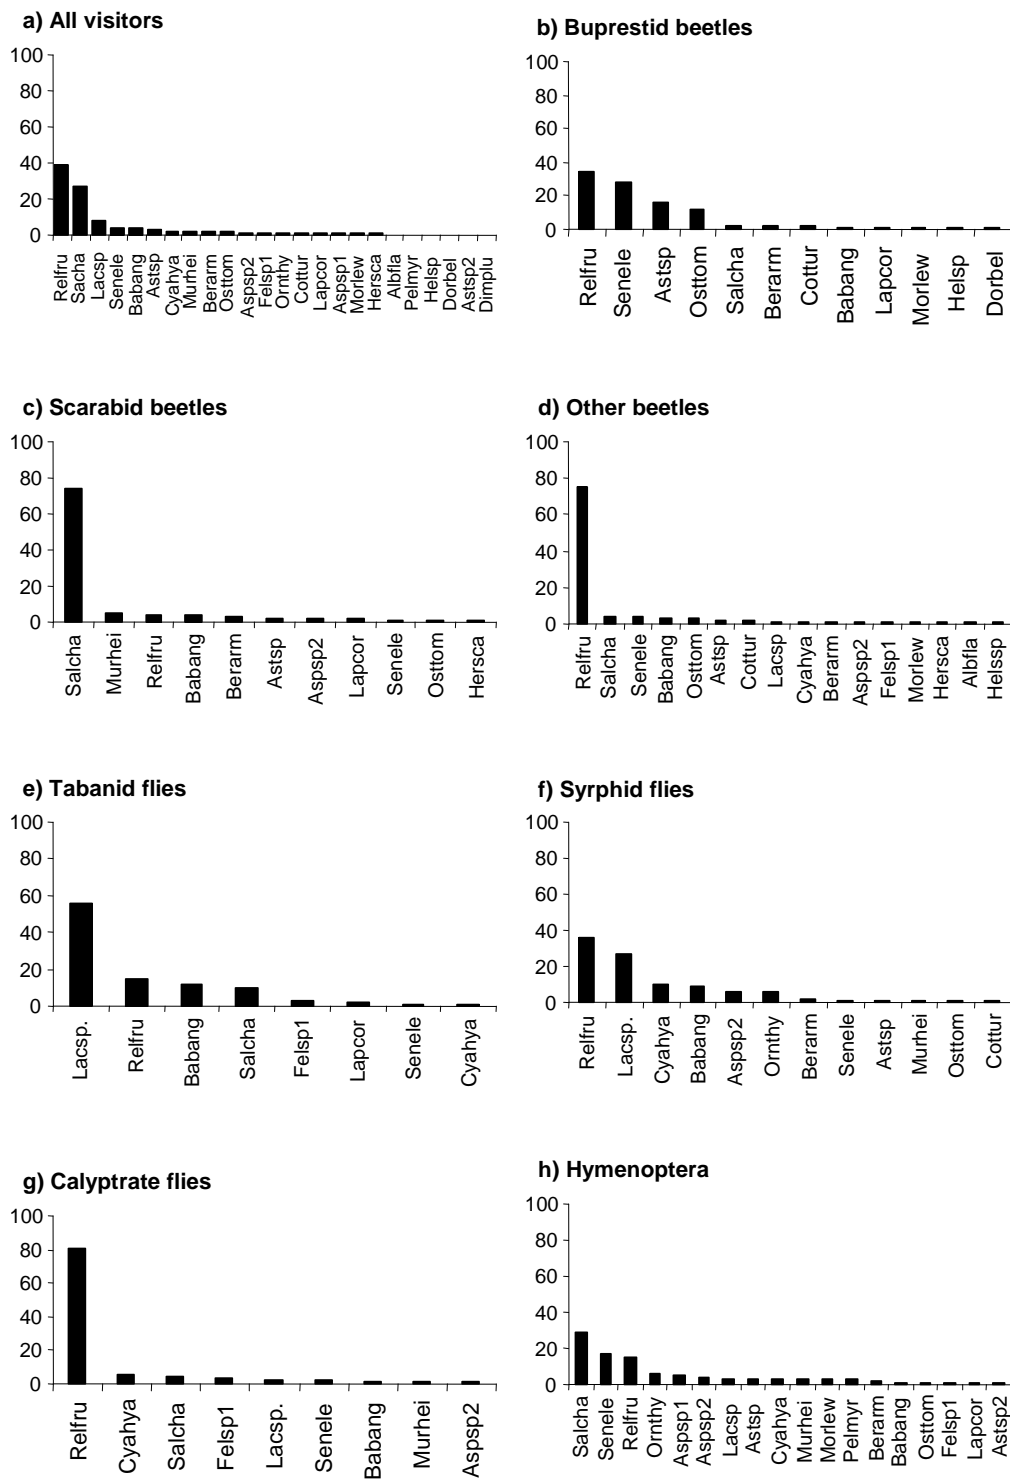 a) All visitors
100
80
60
40
20
0
Relfru
Sacha
Lacsp
Senele
Babang
Astsp
Cyahya
Murhei
Berarm
Osttom
Aspsp2
Felsp1
Ornthy
Cottur
Lapcor
Aspsp1
Morlew
Hersca
Albfla
Pelmyr
Helsp
Dorbel
Astsp2
Dimplu
b) Buprestid beetles
100
80
60
40
20
0
Relfru
Senele
Astsp
Osttom
Salcha
Berarm
Cottur
Babang
Lapcor
Morlew
Helsp
Dorbel
c) Scarabid beetles
100
80
60
40
20
0
Salcha
Murhei
Relfru
Babang
Berarm
Astsp
Aspsp2
Lapcor
Senele
Osttom
Hersca
d) Other beetles
100
80
60
40
20
0
Relfru
Salcha
Senele
Babang
Osttom
Astsp
Cottur
Lacsp
Cyahya
Berarm
Aspsp2
Felsp1
Morlew
Hersca
Albfla
Helssp
e) Tabanid flies
100
80
60
40
20
0
Lacsp.
Relfru
Babang
Salcha
Felsp1
Lapcor
Senele
Cyahya
f) Syrphid flies
100
80
60
40
20
0
Relfru
Lacsp.
Cyahya
Babang
Aspsp2
Ornthy
Berarm
Senele
Astsp
Murhei
Osttom
Cottur
g) Calyptrate flies
100
80
60
40
20
0
Relfru
Cyahya
Salcha
Felsp1
Lacsp.
Senele
Babang
Murhei
Aspsp2
h) Hymenoptera
100
80
60
40
20
0
Salcha
Senele
Relfru
Ornthy
Aspsp1
Aspsp2
Lacsp
Astsp
Cyahya
Murhei
Morlew
Pelmyr
Berarm
Babang
Osttom
Felsp1
Lapcor
Astsp2